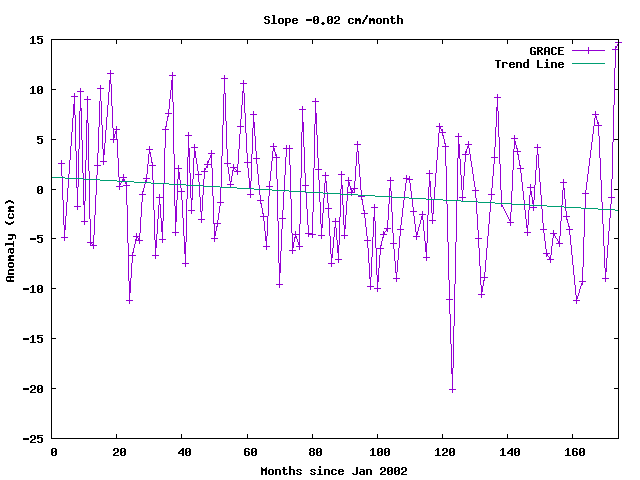 Slope -0.02 cm/month
GRACE
Trend Line
15
10
5
0
-5
-10
-15
-20
-25
Anomaly (cm)
0 20 40 60 80 100 120 140 160
Months since Jan 2002